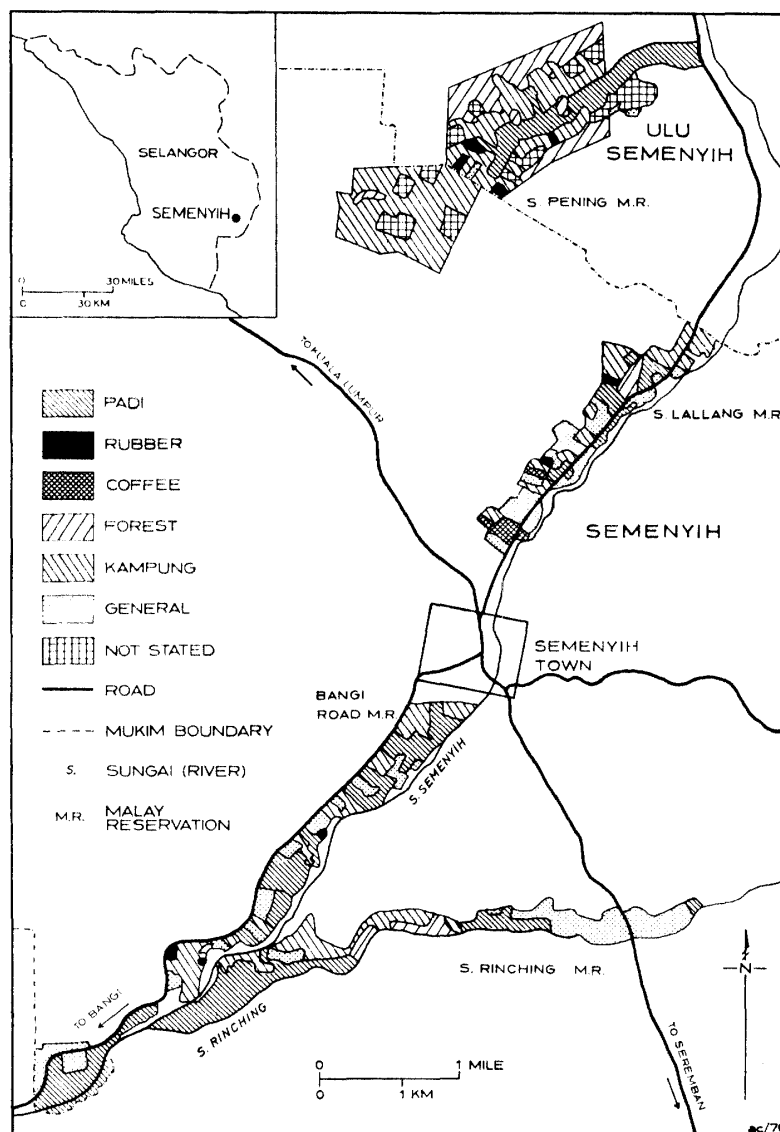 SELANGOR
SEMENYIH
0 30 MILES
0 30 KM
ULU
SEMENYIH
S. PENING M.R.
TO KUALA LUMPUR
S. LALLANG M.R.
PADI
RUBBER
COFFEE
FOREST
KAMPUNG
GENERAL
NOT STATED
ROAD
MUKIM BOUNDARY
S. SUNGAI (RIVER)
M.R. MALAY
RESERVATION
SEMENYIH
SEMENYIH
TOWN
BANGI
ROAD M.R.
S. SEMENYIH
S. RINCHING M.R.
N
TO BANGI
S. RINCHING
0 1 MILE
0 1 KM
TO SEREMBAN